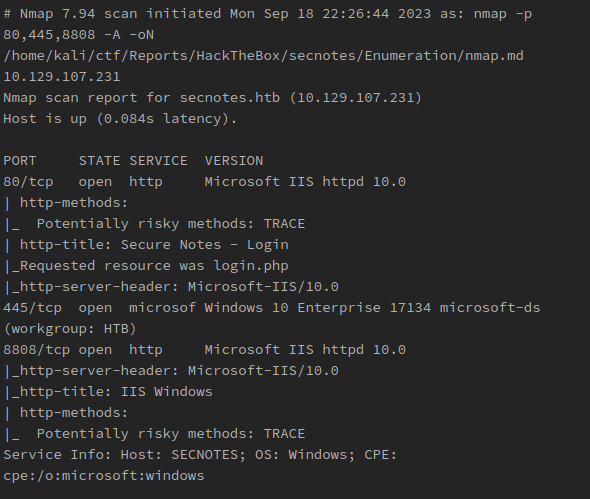 # Nmap 7.94 scan initiated Mon Sep 18 22:26:44 2023 as: nmap -p
80,445,8808 -A -oN
/home/kali/ctf/Reports/HackTheBox/secnotes/Enumeration/nmap.md
10.129.107.231
Nmap scan report for secnotes.htb (10.129.107.231)
Host is up (0.084s latency).

PORT     STATE SERVICE  VERSION
80/tcp   open  http     Microsoft IIS httpd 10.0
| http-methods:
|_  Potentially risky methods: TRACE
| http-title: Secure Notes - Login
|_Requested resource was login.php
|_http-server-header: Microsoft-IIS/10.0
445/tcp  open  microsof Windows 10 Enterprise 17134 microsoft-ds
(workgroup: HTB)
8808/tcp open  http     Microsoft IIS httpd 10.0
|_http-server-header: Microsoft-IIS/10.0
|_http-title: IIS Windows
| http-methods:
|_  Potentially risky methods: TRACE
Service Info: Host: SECNOTES; OS: Windows; CPE:
cpe:/o:microsoft:windows